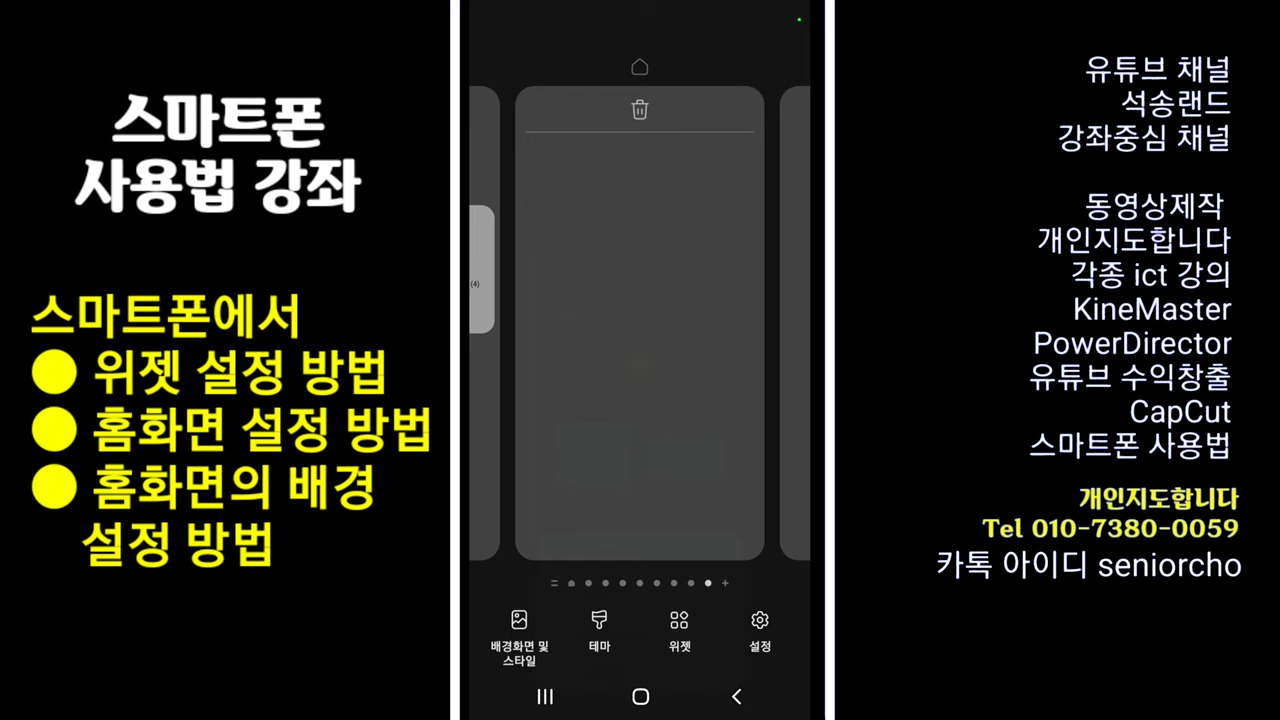 스마트폰
사용법 강좌
스마트폰에서
● 위젯 설정 방법
● 홈화면 설정 방법
● 홈화면의 배경
설정 방법
(4)
배경화면 및
스타일
테마
위젯
설정
유튜브 채널
석송랜드
강좌중심 채널
동영상제작
개인지도합니다
각종 ict 강의
KineMaster
PowerDirector
유튜브 수익창출
CapCut
스마트폰 사용법
개인지도합니다
Tel 010-7380-0059
카톡 아이디 seniorcho